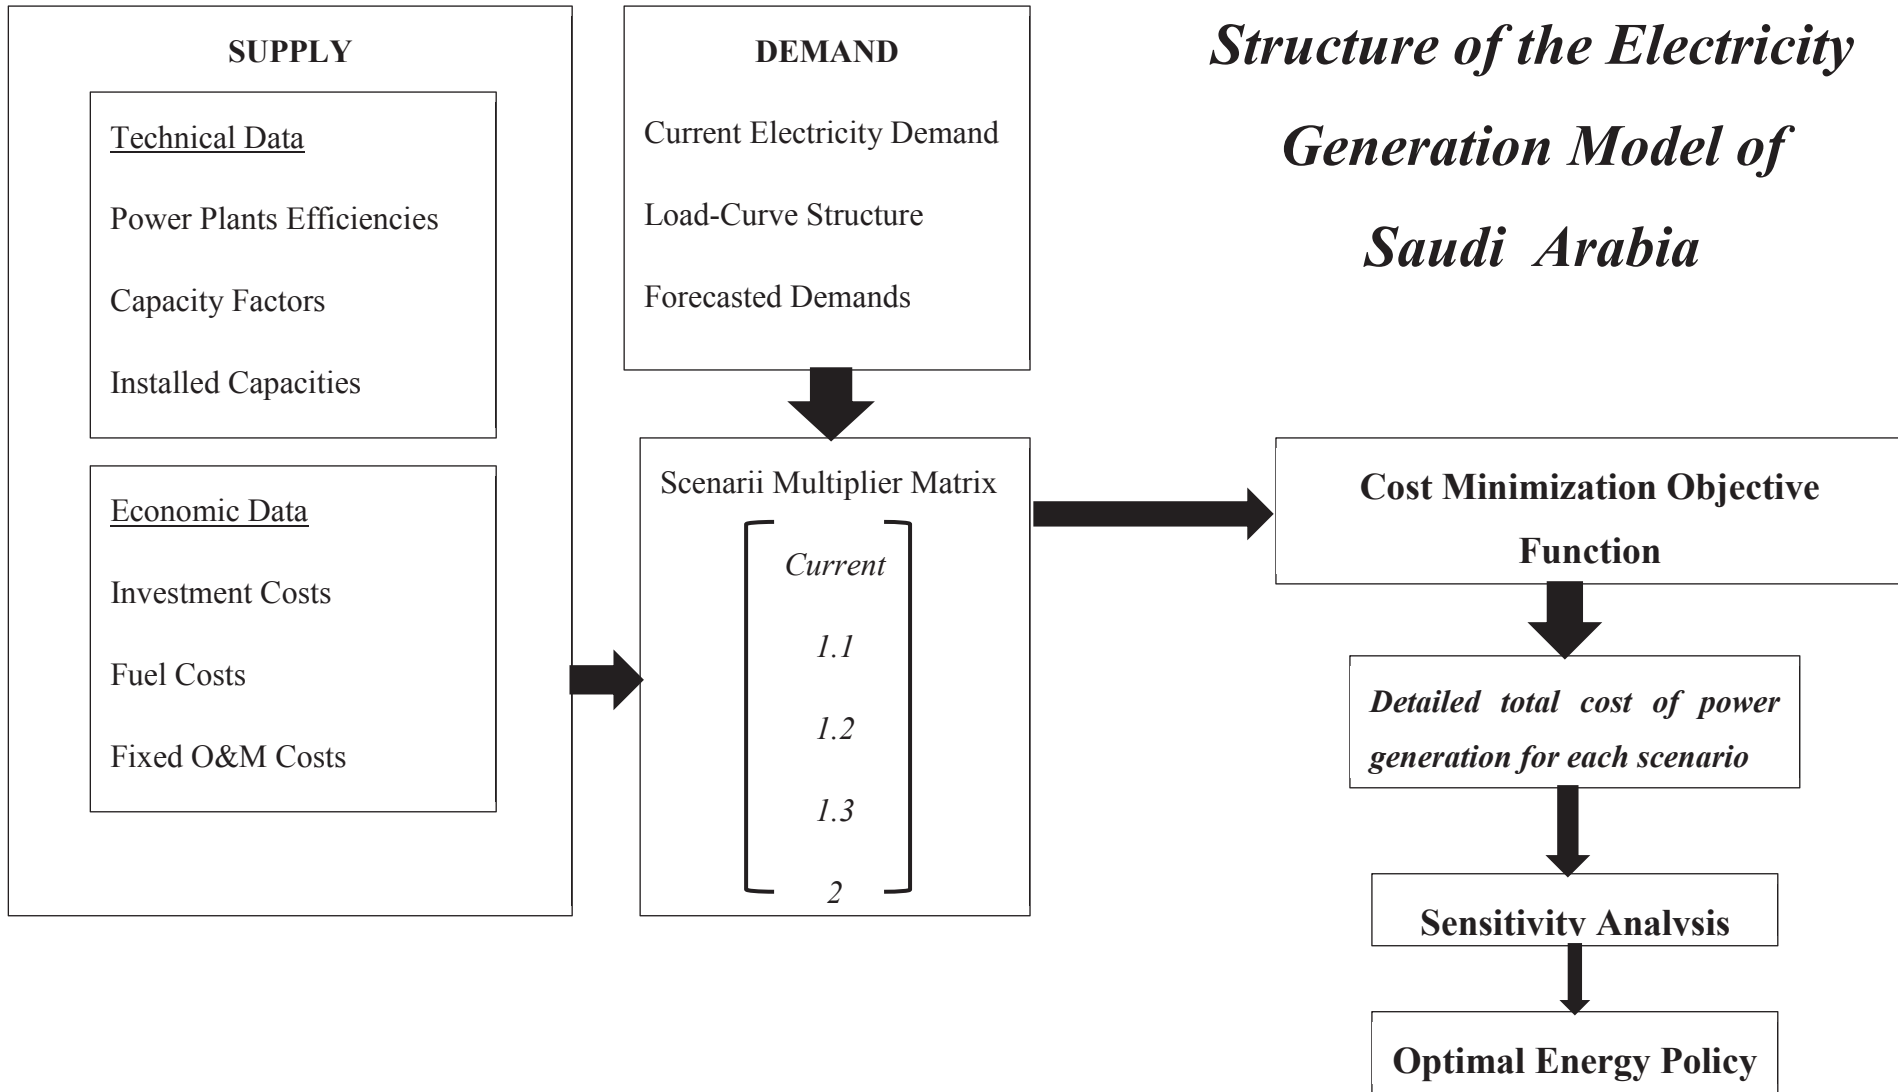 SUPPLY
Technical Data
Power Plants Efficiencies
Capacity Factors
Installed Capacities
Economic Data
Investment Costs
Fuel Costs
Fixed O&M Costs
DEMAND
Current Electricity Demand
Load-Curve Structure
Forecasted Demands
Scenarii Multiplier Matrix
Current
1.1
1.2
1.3
2
Structure of the Electricity
Generation Model of
Saudi Arabia
Cost Minimization Objective
Function
Detailed total cost of power
generation for each scenario
Sensitivity Analysis
Optimal Energy Policy